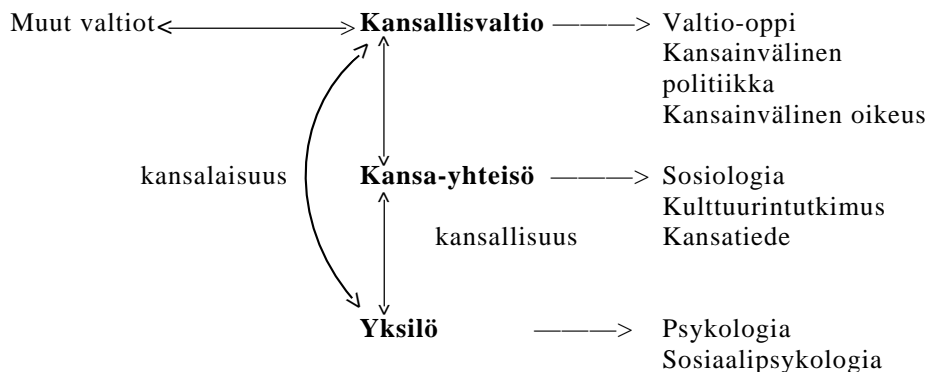 Muut valtiot Kansallisvaltio Valtio-oppi
Kansainvälinen
politiikka
Kansainvälinen oikeus
kansalaisuus Kansa-yhteisö Sosiologia
Kulttuurintutkimus
kansallisuus Kansatiede
Yksilö Psykologia
Sosiaalipsykologia